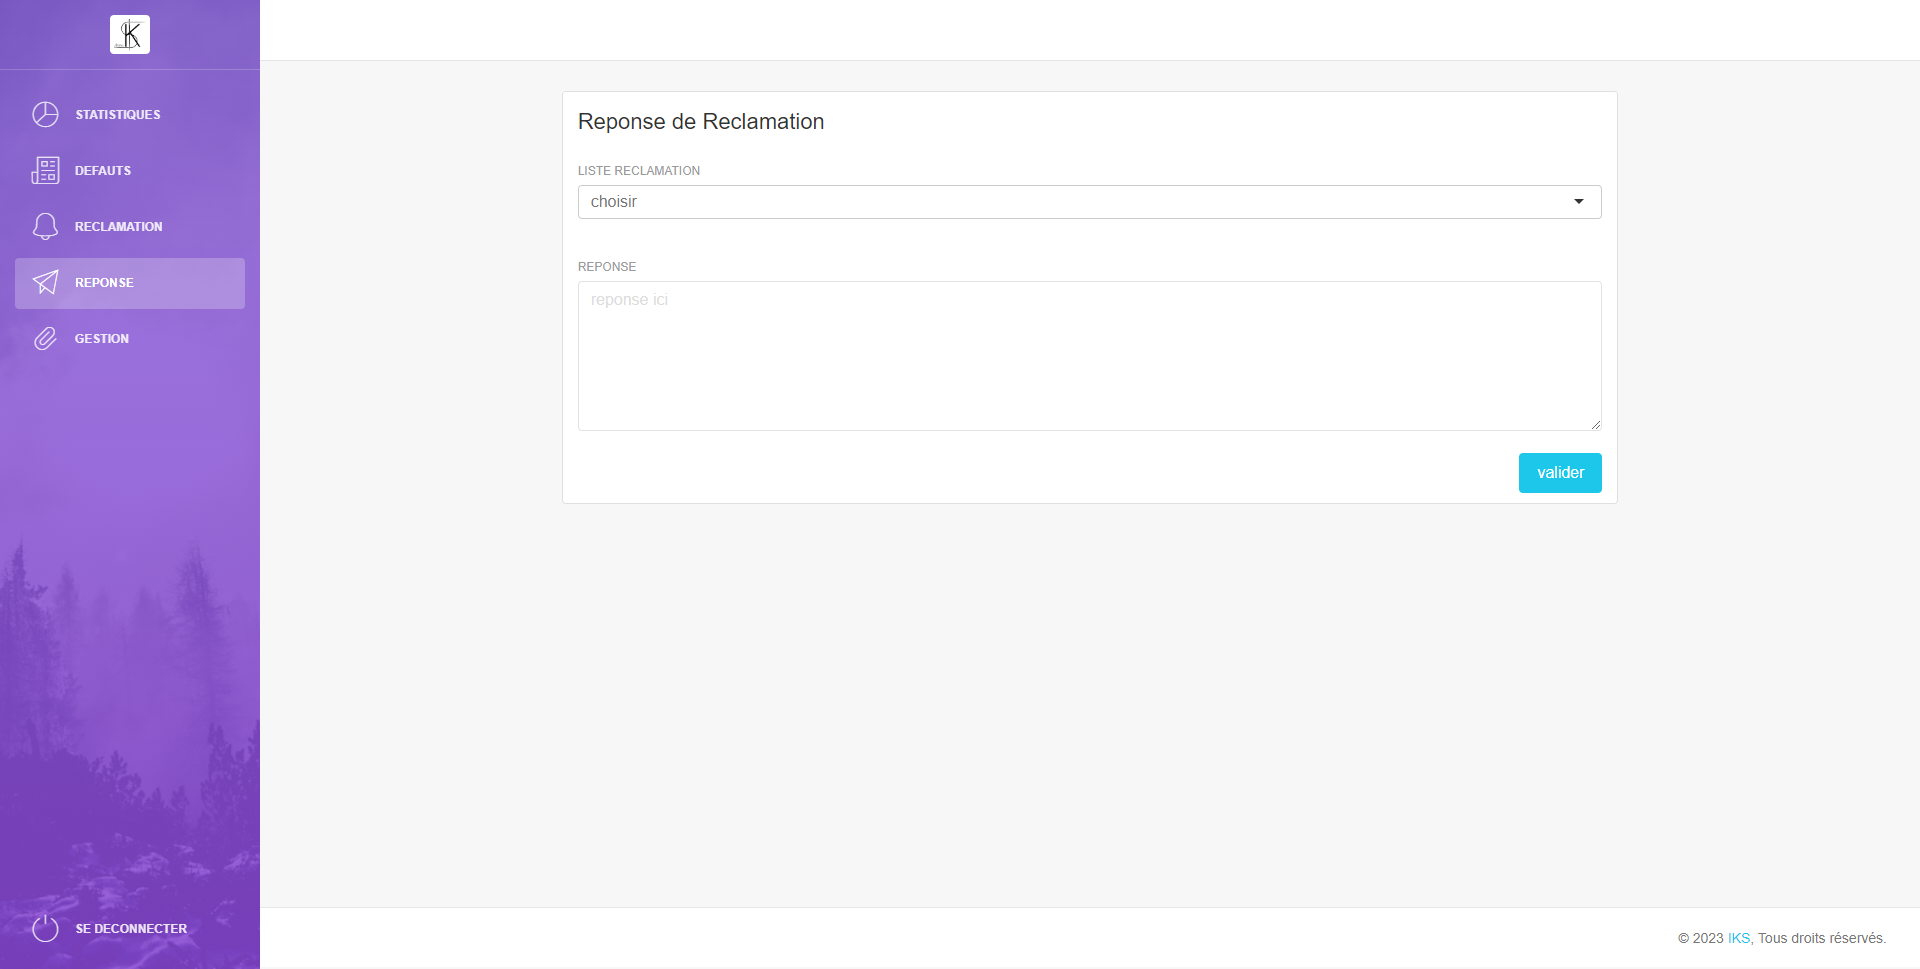 STATISTIQUES
DEFAUTS
RECLAMATION
REPONSE
GESTION
SE DECONNECTER
Reponse de Reclamation
LISTE RECLAMATION
choisir
REPONSE
reponse ici
valider
© 2023 IKS, Tous droits réservés.